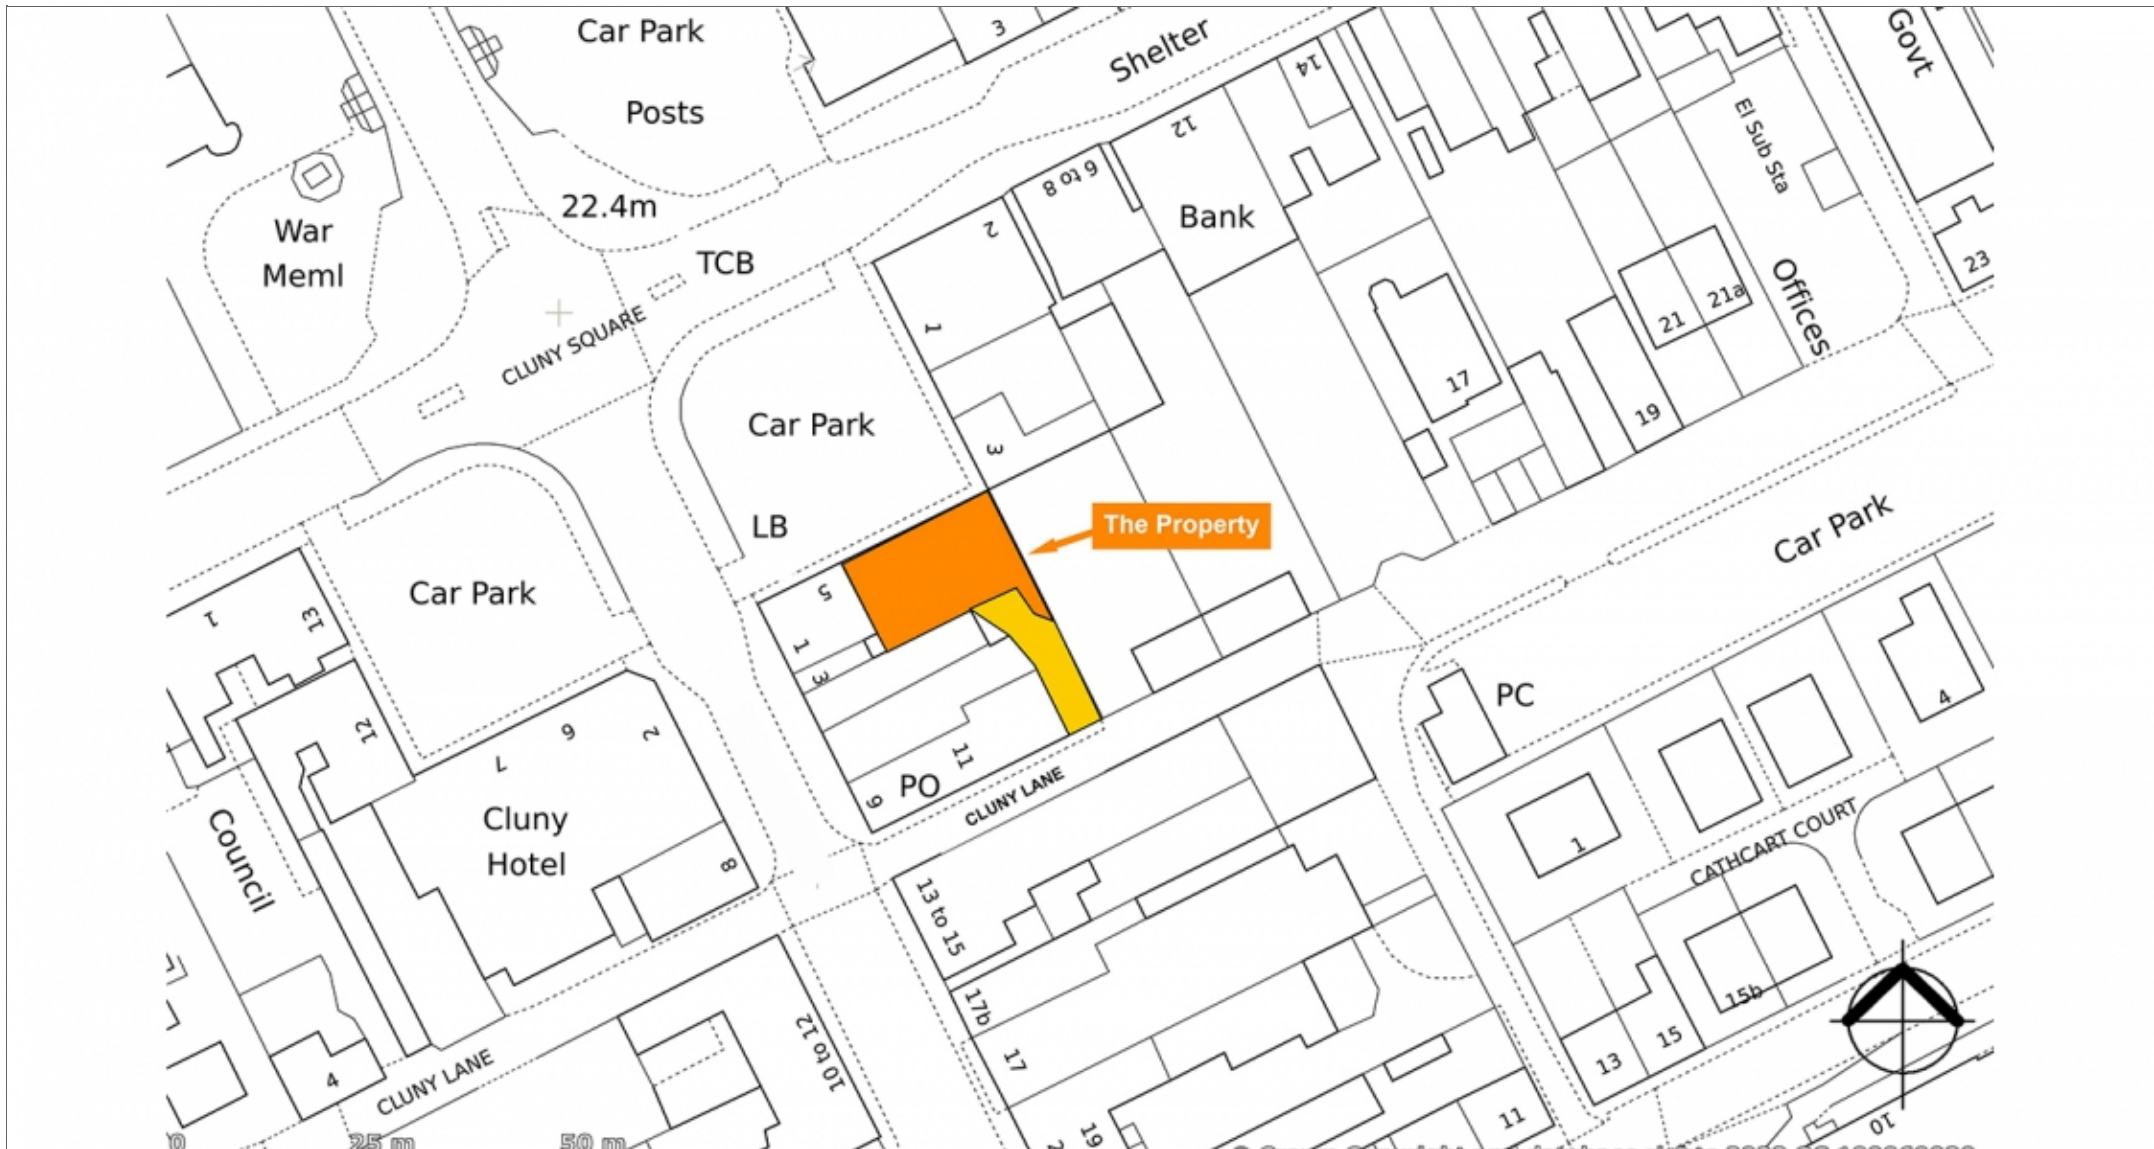 Car Park
3
Shelter
Govt
Posts
14
12
El Sub Sta
6 to 8
22.4m
War
Meml
Bank
2
TCB
23
Offices
CLUNY SQUARE
1
21
21a
17
19
Car Park
3
LB
The Property
Car Park
Car Park
5
1
13
1
3
PC
4
12
7
6
2
11
PO
9
CLUNY LANE
Cluny
Hotel
8
Council
1
CATHCART COURT
13 to 15
17b
15b
10 to 12
17
15
13
4
CLUNY LANE
19
11
10
0
25 m
50 m